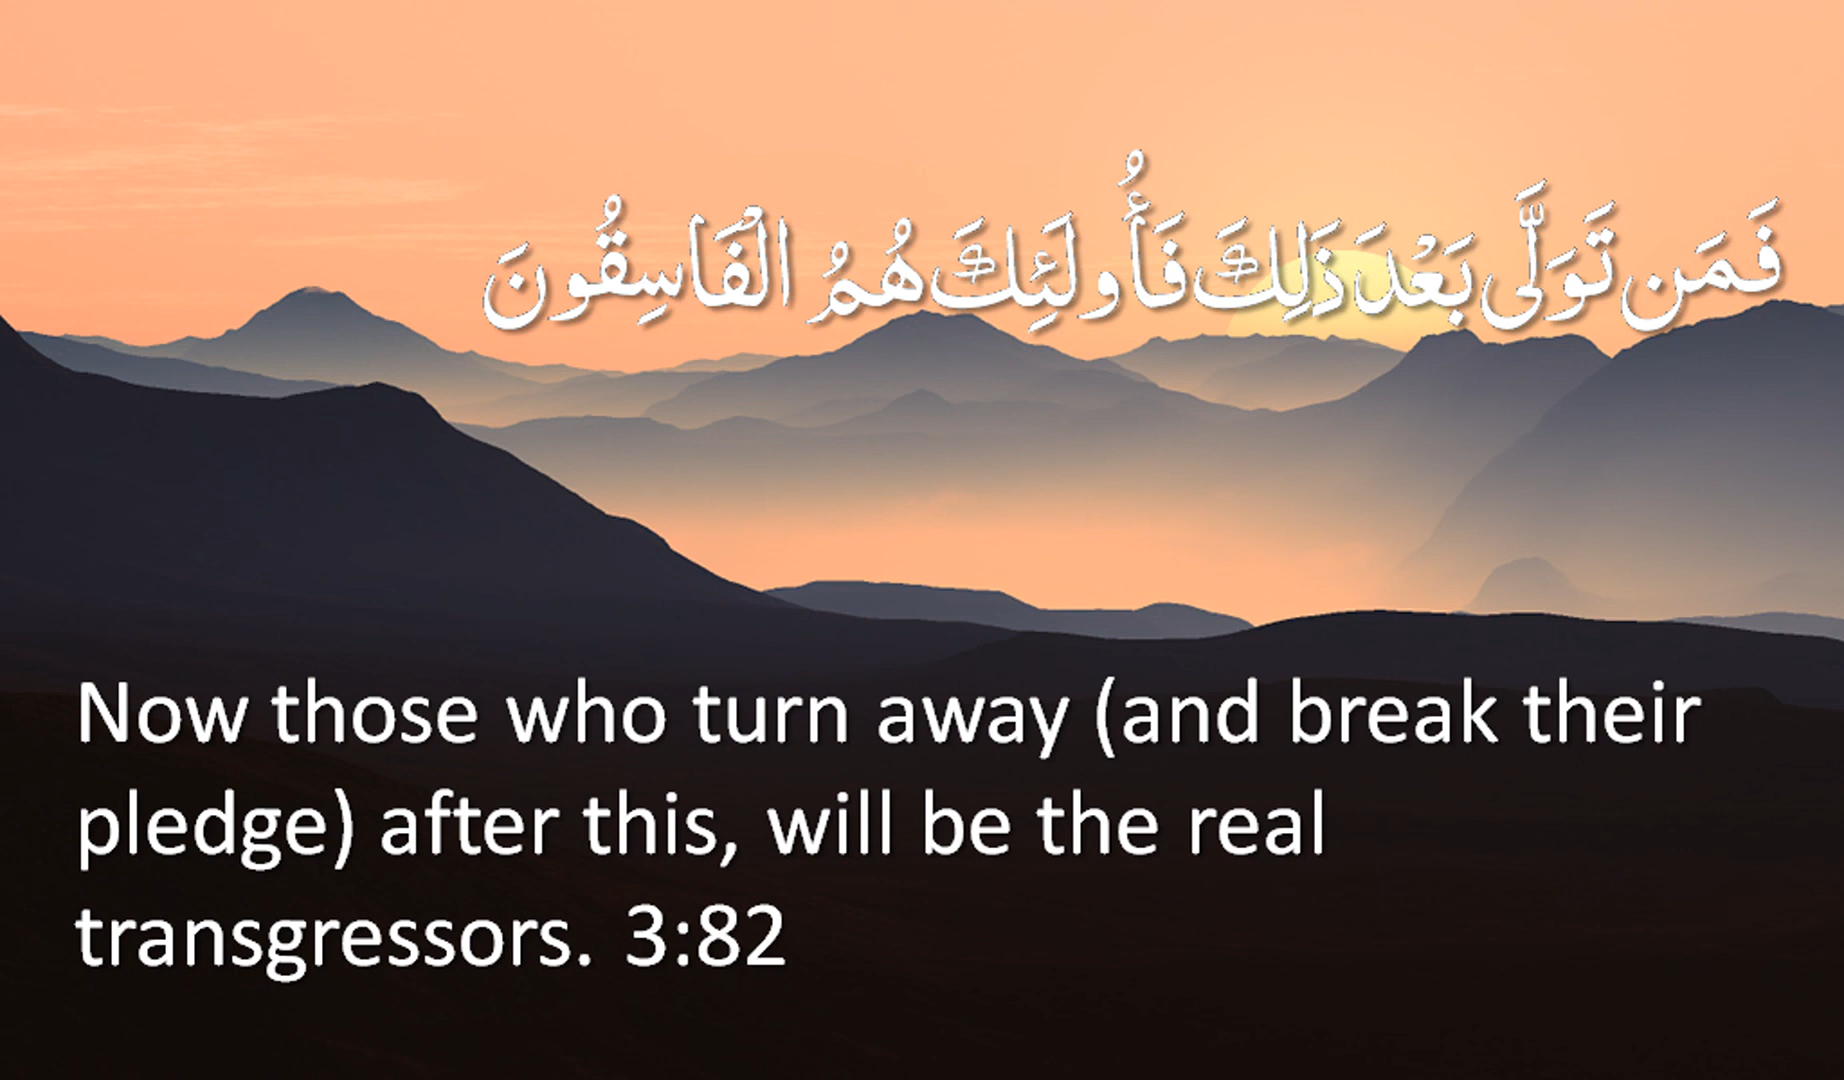 فَمَن تَوَلَّى بَعْدَ ذَلِكَ فَأُولَئِكَ هُمُ الْفَاسِقُونَ
Now those who turn away (and break their
pledge) after this, will be the real
transgressors. 3:82